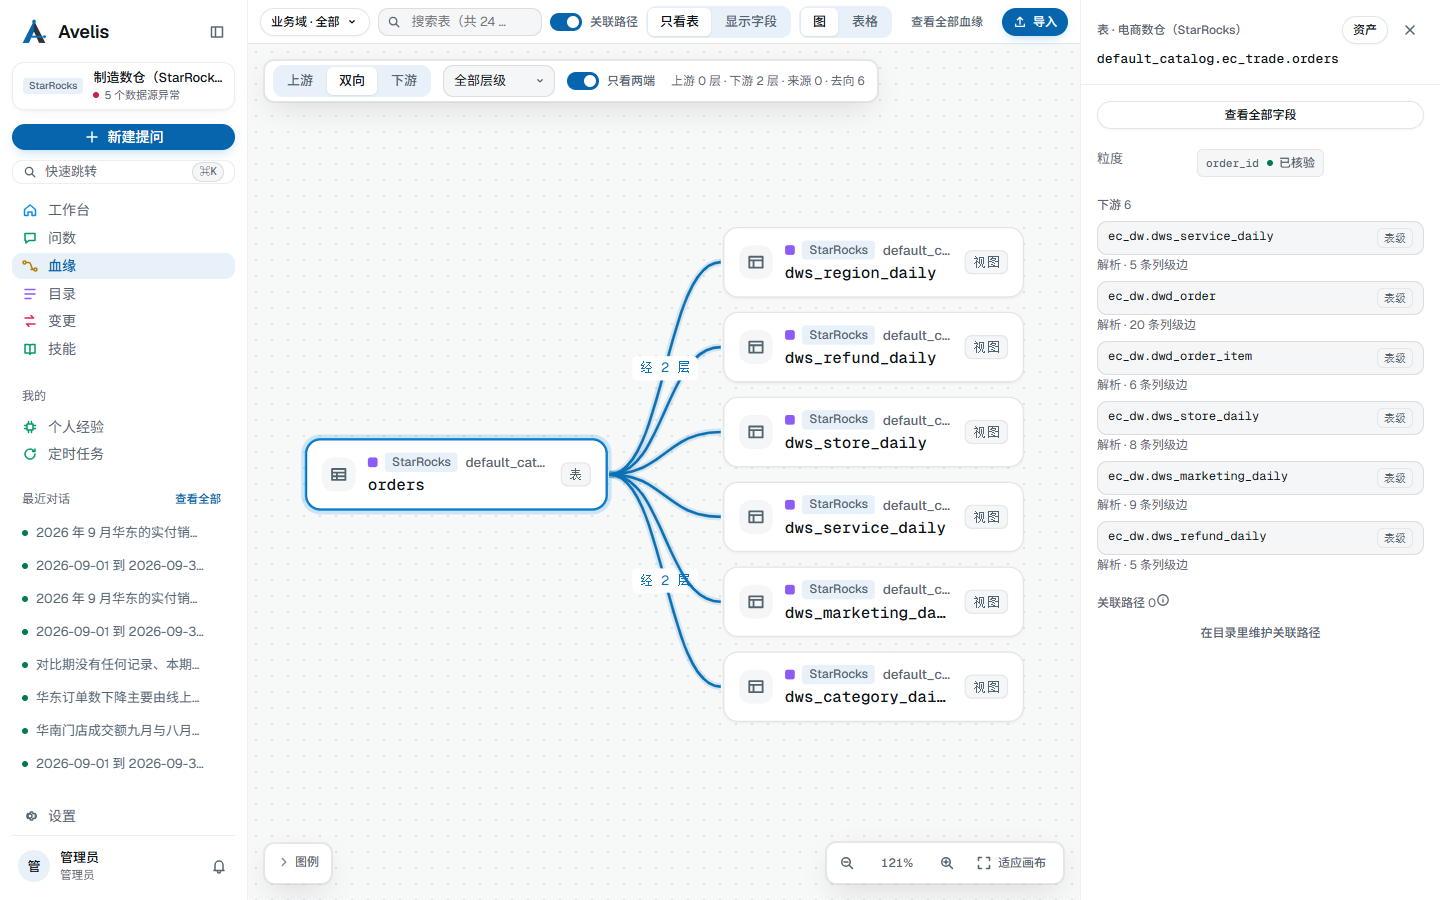 Avelis
StarRocks
制造数仓（StarRock...
5 个数据源异常
新建提问
快速跳转
⌘K
工作台
问数
血缘
目录
变更
技能
我的
个人经验
定时任务
最近对话
查看全部
2026 年 9 月华东的实付销...
2026-09-01 到 2026-09-3...
2026 年 9 月华东的实付销...
2026-09-01 到 2026-09-3...
对比期没有任何记录、本期...
华东订单数下降主要由线上...
华南门店成交额九月与八月...
2026-09-01 到 2026-09-3...
设置
管
管理员
管理员
业务域 · 全部
搜索表（共 24 ...
关联路径
只看表
显示字段
图
表格
查看全部血缘
导入
上游
双向
下游
全部层级
只看两端
上游 0 层 · 下游 2 层 · 来源 0 · 去向 6
StarRocks
default_cat...
orders
表
经 2 层
经 2 层
StarRocks
default_c...
dws_region_daily
视图
StarRocks
default_c...
dws_refund_daily
视图
StarRocks
default_c...
dws_store_daily
视图
StarRocks
default_c...
dws_service_daily
视图
StarRocks
default_c...
dws_marketing_da...
视图
StarRocks
default_c...
dws_category_dai...
视图
图例
121%
适应画布
表 · 电商数仓（StarRocks）
资产
default_catalog.ec_trade.orders
查看全部字段
粒度
order_id
已核验
下游 6
ec_dw.dws_service_daily
表级
解析 · 5 条列级边
ec_dw.dwd_order
表级
解析 · 20 条列级边
ec_dw.dwd_order_item
表级
解析 · 6 条列级边
ec_dw.dws_store_daily
表级
解析 · 8 条列级边
ec_dw.dws_marketing_daily
表级
解析 · 9 条列级边
ec_dw.dws_refund_daily
表级
解析 · 5 条列级边
关联路径 0
在目录里维护关联路径